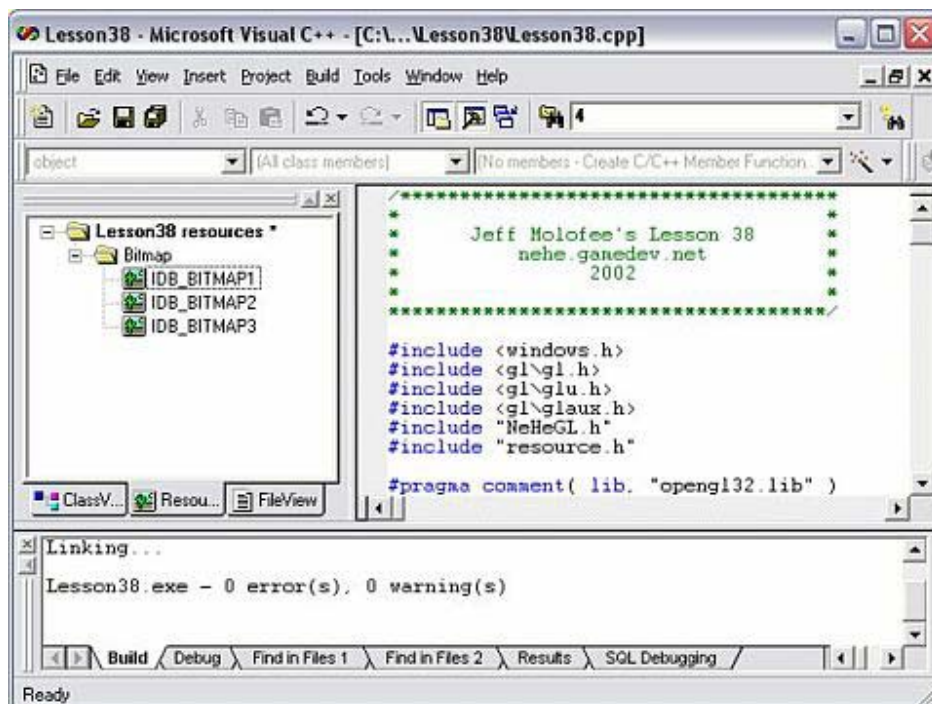 Lesson38 - Microsoft Visual C++ - [C:\...\Lesson38\Lesson38.cpp]
File Edit View Insert Project Build Tools Window Help
4
object
(All class members)
(No members - Create C/C++ Member Function
Lesson38 resources *
Bitmap
IDB_BITMAP1
IDB_BITMAP2
IDB_BITMAP3
ClassV...
Resou...
FileView
/*************************************
* *
* Jeff Molofee's Lesson 38 *
* nehe.gamedev.net *
* 2002 *
* *
*************************************/
#include <windows.h>
#include <gl\gl.h>
#include <gl\glu.h>
#include <gl\glaux.h>
#include "NeHeGL.h"
#include "resource.h"
#pragma comment( lib, "opengl32.lib" )
Linking...
Lesson38.exe - 0 error(s), 0 warning(s)
Build Debug Find in Files 1 Find in Files 2 Results SQL Debugging
Ready